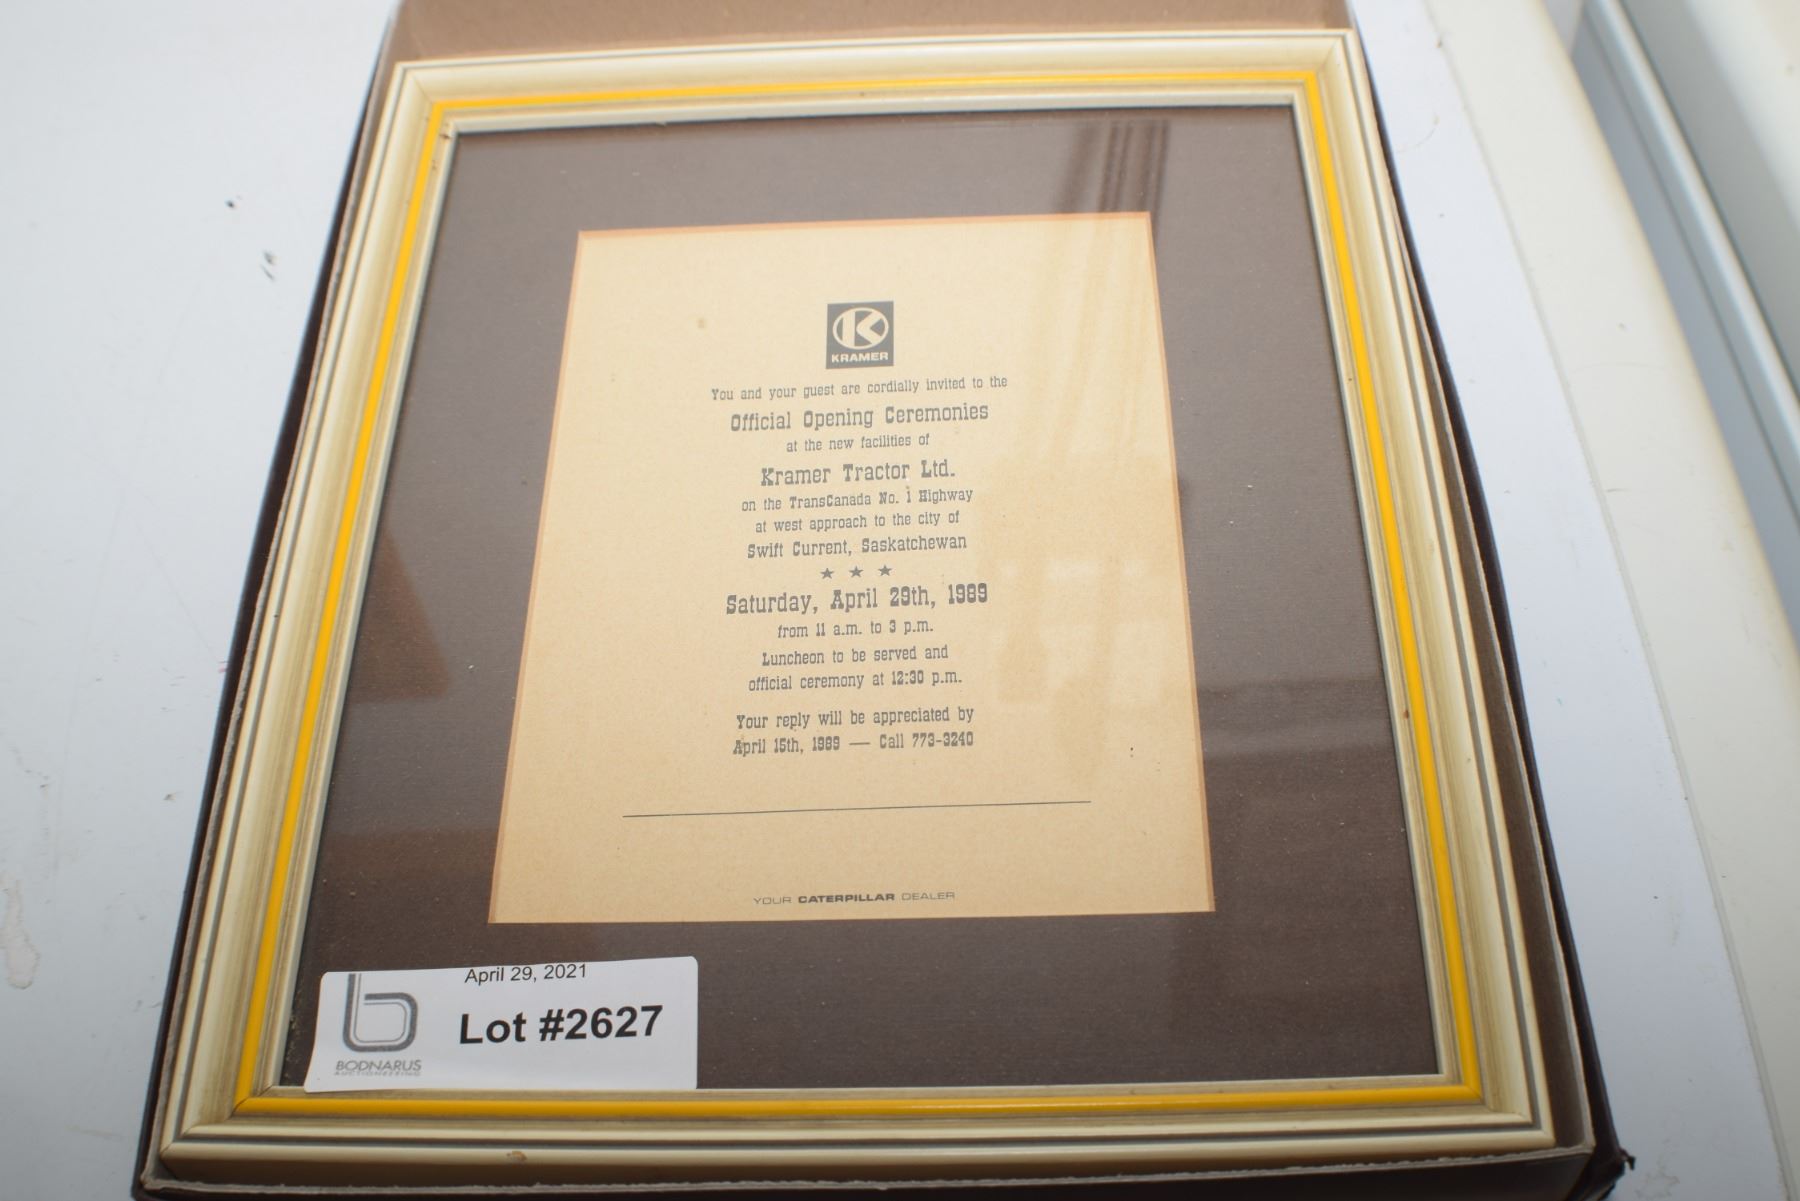 K
KRAMER
You and your guest are cordially invited to the
Official Opening Ceremonies
at the new facilities of
Kramer Tractor Ltd.
on the TransCanada No. 1 Highway
at west approach to the city of
Swift Current, Saskatchewan
★ ★ ★
Saturday, April 29th, 1989
from 11 a.m. to 3 p.m.
Luncheon to be served and
official ceremony at 12:30 p.m.
Your reply will be appreciated by
April 15th, 1989 — Call 773-3240
YOUR CATERPILLAR DEALER
April 29, 2021
Lot #2627
b
BODNARUS
AUCTIONEERING